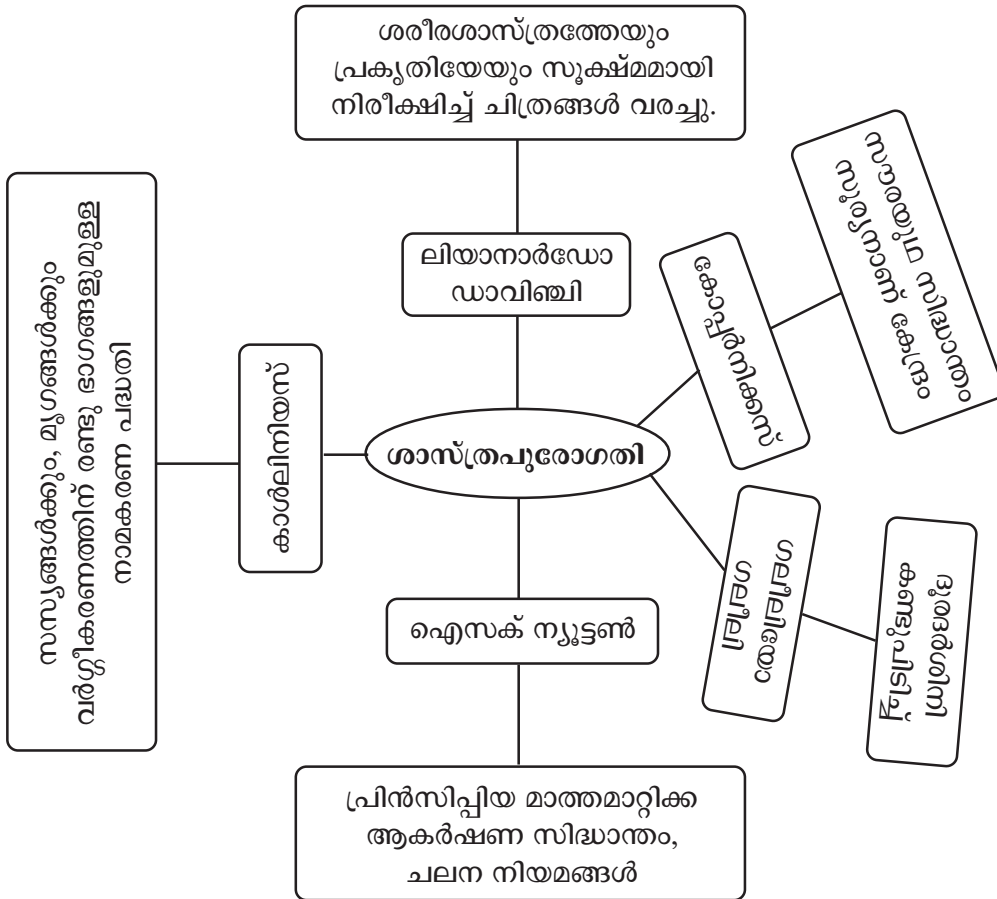 ശരീരശാസ്ത്രത്തേയും
പ്രകൃതിയേയും സൂക്ഷ്മമായി
നിരീക്ഷിച്ച് ചിത്രങ്ങൾ വരച്ചു.
ലിയാനാർഡോ
ഡാവിഞ്ചി
സൗരയുഥ സിദ്ധാന്തം
സൂര്യനാണ് കേന്ദ്രം
കോപ്പർനിക്കസ്
ശാസ്ത്രപുരോഗതി
കാൾലിനിയസ്
സസ്യങ്ങൾക്കും, മൃഗങ്ങൾക്കും
വർഗ്ഗീകരണത്തിന് രണ്ടു ഭാഗങ്ങളുമുള്ള
നാമകരണ പദ്ധതി
ഗലീലിയോ
ഗലീലി
ദൂരദർശിനി
കണ്ടുപിടിച്ച്
ഐസക് ന്യൂട്ടൺ
പ്രിൻസിപ്പിയ മാത്തമാറ്റിക്ക
ആകർഷണ സിദ്ധാന്തം,
ചലന നിയമങ്ങൾ